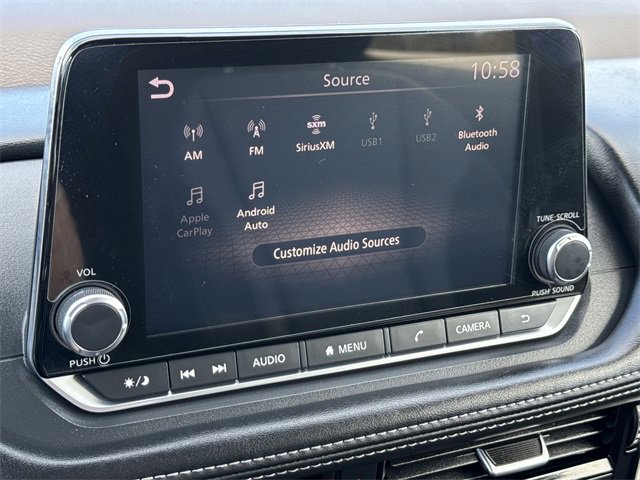 Source
10:58
AM
FM
sxm
SiriusXM
USB1
USB2
Bluetooth
Audio
Apple
CarPlay
Android
Auto
Customize Audio Sources
VOL
PUSH
TUNE·SCROLL
PUSH SOUND
AUDIO
MENU
CAMERA